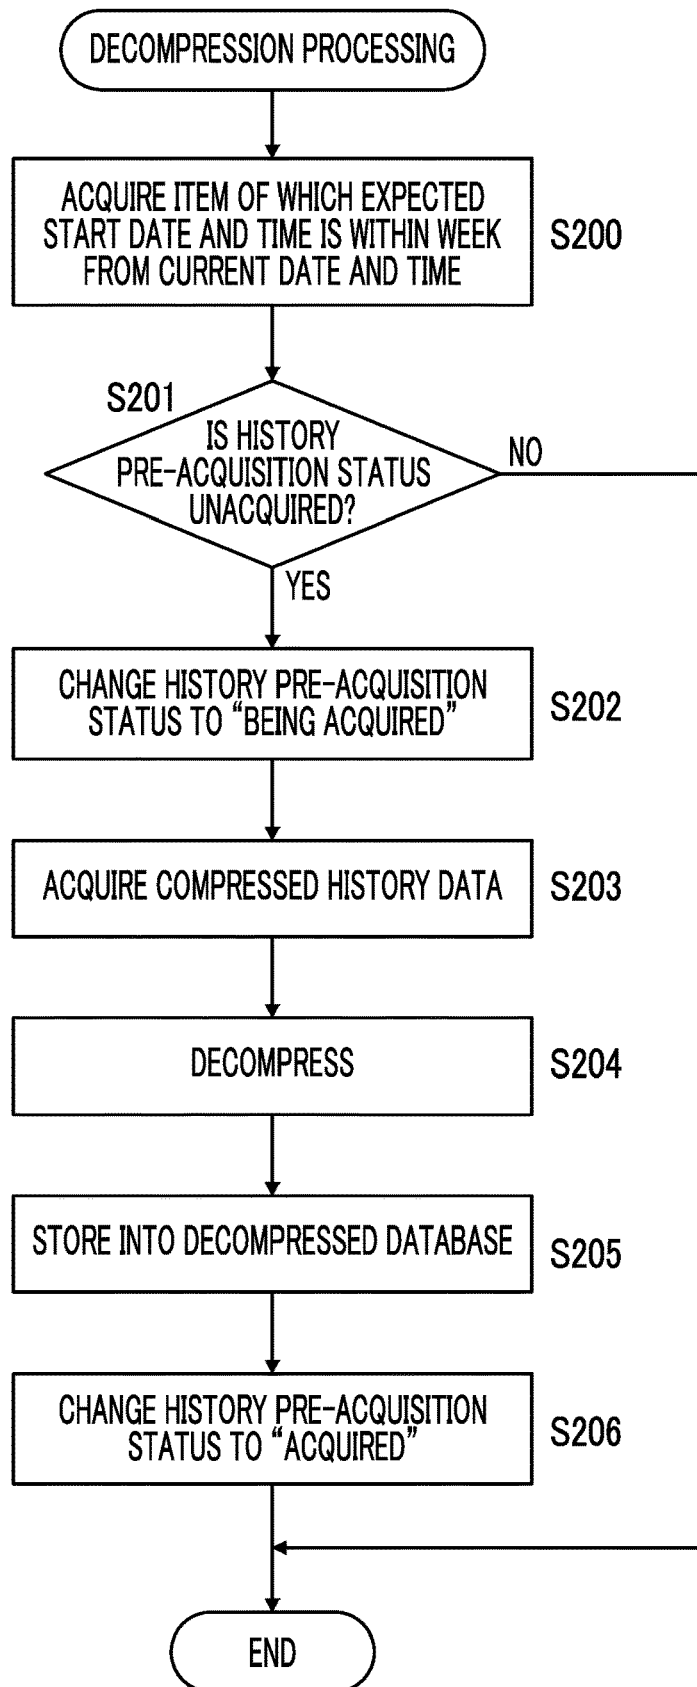 DECOMPRESSION PROCESSING
ACQUIRE ITEM OF WHICH EXPECTED
START DATE AND TIME IS WITHIN WEEK
FROM CURRENT DATE AND TIME
S200
S201
IS HISTORY
PRE-ACQUISITION STATUS
UNACQUIRED?
NO
YES
CHANGE HISTORY PRE-ACQUISITION
STATUS TO “BEING ACQUIRED”
S202
ACQUIRE COMPRESSED HISTORY DATA
S203
DECOMPRESS
S204
STORE INTO DECOMPRESSED DATABASE
S205
CHANGE HISTORY PRE-ACQUISITION
STATUS TO “ACQUIRED”
S206
END